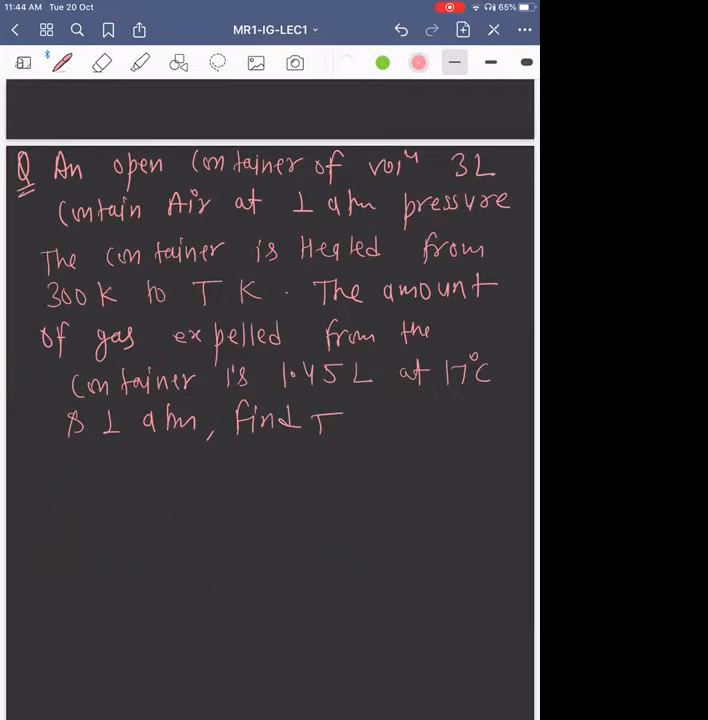 11:44 AM Tue 20 Oct 65%
MR1-IG-LEC1
Q An open container of volᵘ 3L
contain Air at 1 atm pressure
The container is Heated from
300K to T K. The amount
of gas expelled from the
container is 1.45 L at 17°C
& 1 atm, find T